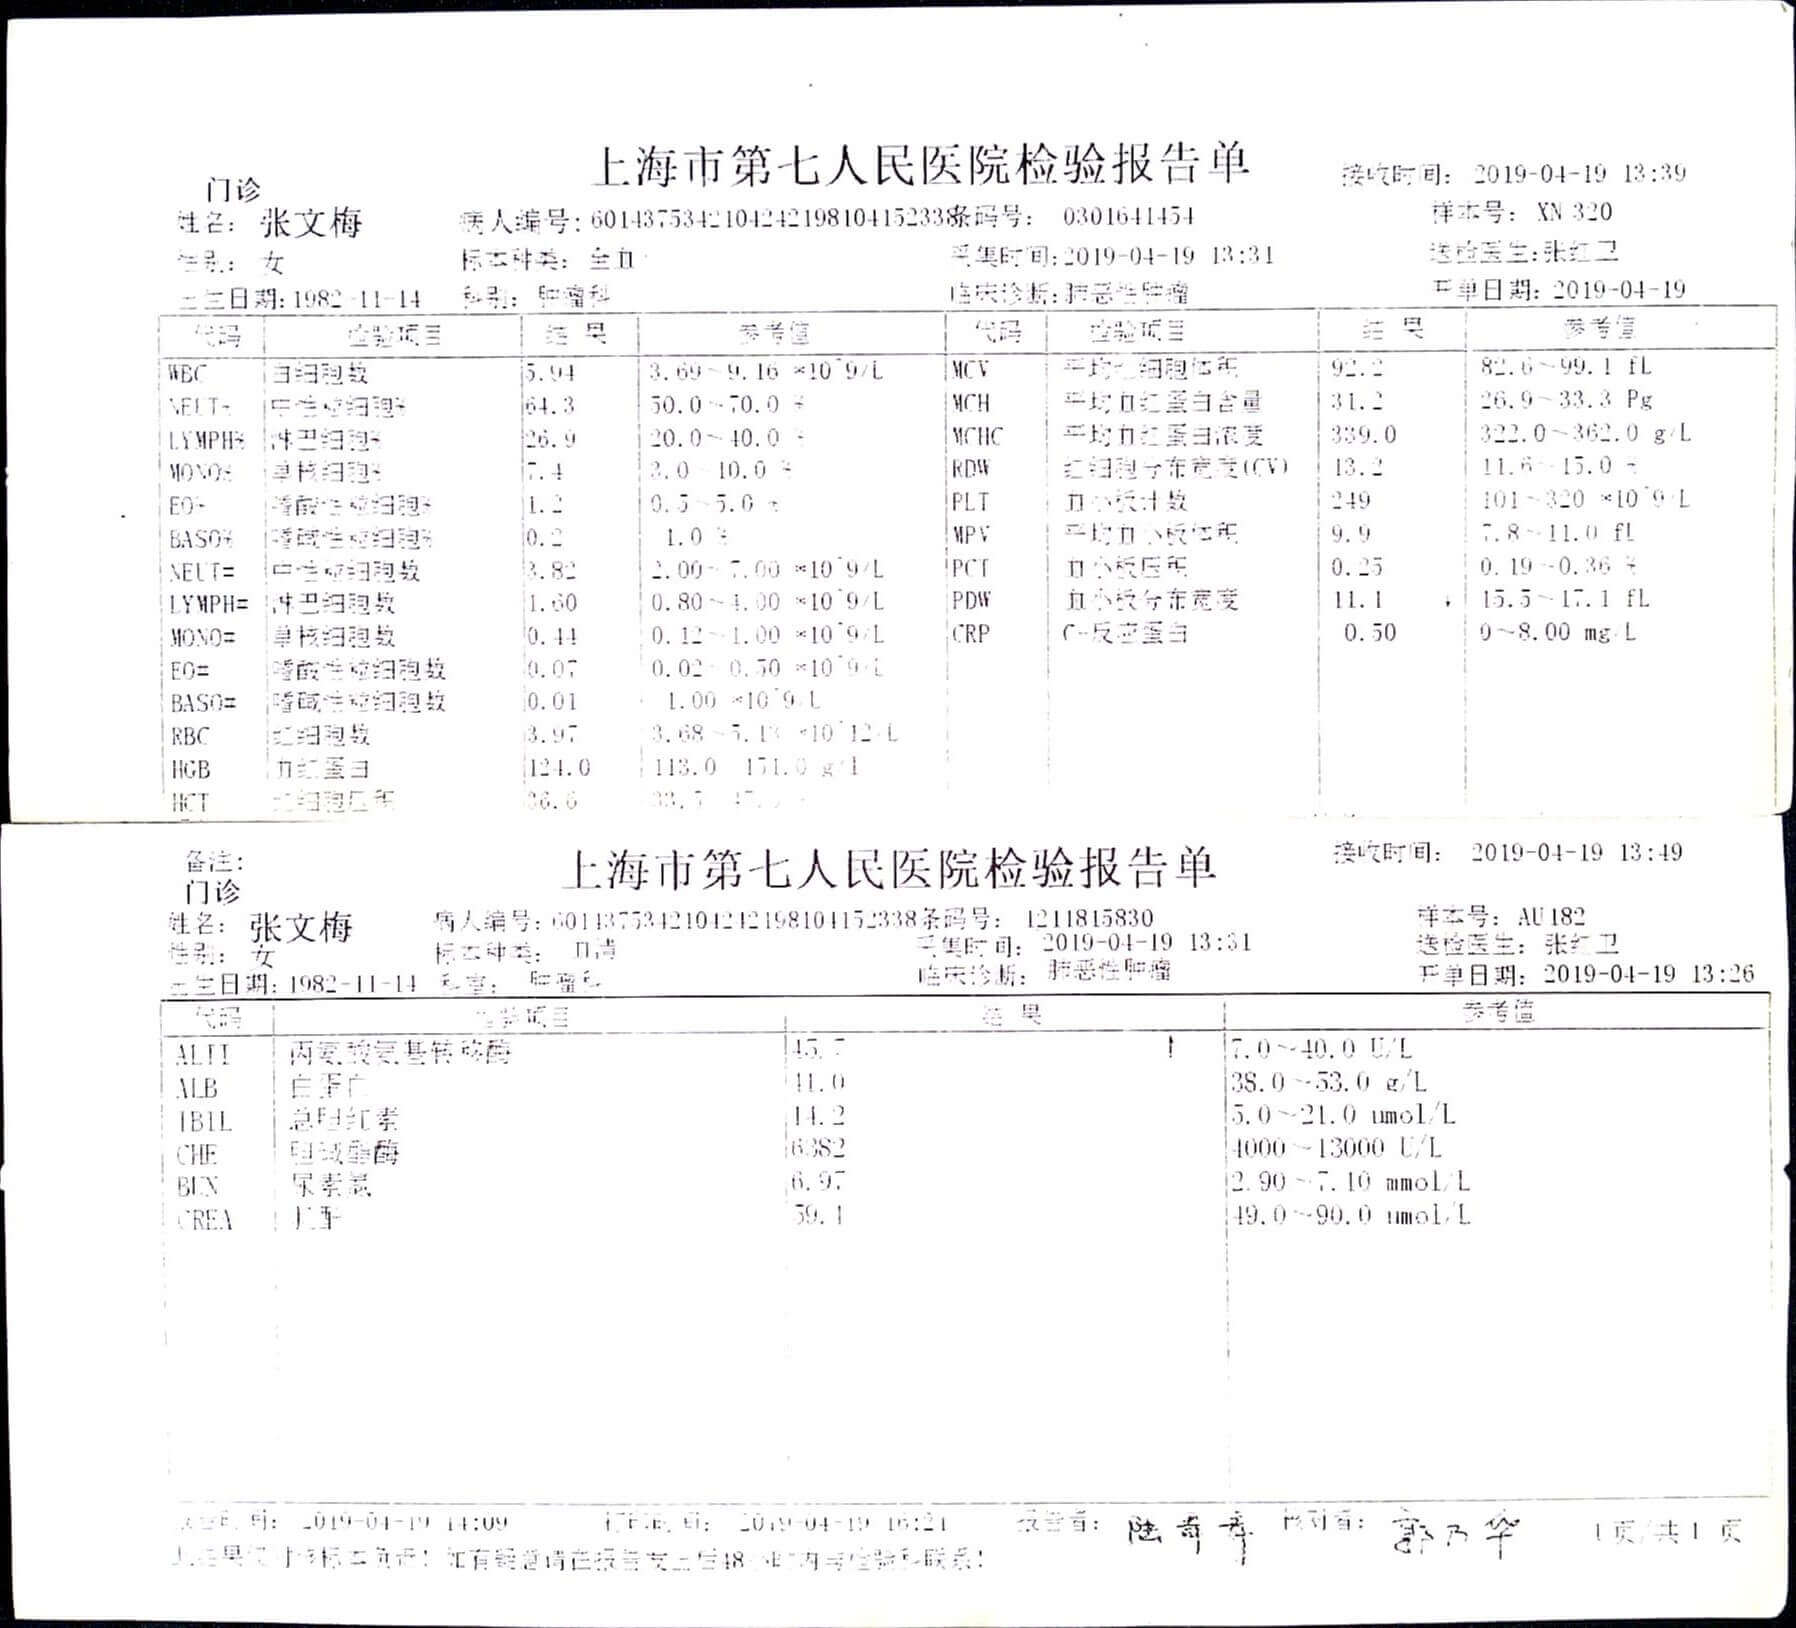 上海市第七人民医院检验报告单
接收时间: 2019-04-19 13:39
门诊
姓名: 张文梅 病人编号: 6014375342104242198104152338 条码号: 0301641454 样本号: XN 320
性别: 女 标本种类: 全血 采集时间:2019-04-19 13:31 送检医生:张红卫
日期:1982-11-14 科别: 肿瘤科 临床诊断:肺恶性肿瘤 开单日期: 2019-04-19
代码 检验项目 结果 参考值 代码 检验项目 结果 参考值
WBC 白细胞数 5.94 3.69~9.16 *10^9/L MCV 平均红细胞体积 92.2 82.6~99.1 fL
NEUT% 中性粒细胞% 64.3 50.0~70.0 % MCH 平均血红蛋白含量 31.2 26.9~33.3 Pg
LYMPH% 淋巴细胞% 26.9 20.0~40.0 % MCHC 平均血红蛋白浓度 339.0 322.0~362.0 g/L
MONO% 单核细胞% 7.4 3.0~10.0 % RDW 红细胞分布宽度(CV) 13.2 11.6~15.0 %
EO% 嗜酸性粒细胞% 1.2 0.5~5.0 % PLT 血小板计数 249 101~320 *10^9/L
BASO% 嗜碱性粒细胞% 0.2 1.0 % MPV 平均血小板体积 9.9 7.8~11.0 fL
NEUT= 中性粒细胞数 3.82 2.00~7.00 *10^9/L PCT 血小板压积 0.25 0.19~0.36 %
LYMPH= 淋巴细胞数 1.60 0.80~4.00 *10^9/L PDW 血小板分布宽度 11.1 ↓ 15.5~17.1 fL
MONO= 单核细胞数 0.44 0.12~1.00 *10^9/L CRP C-反应蛋白 0.50 0~8.00 mg/L
EO= 嗜酸性粒细胞数 0.07 0.02~0.50 *10^9/L
BASO= 嗜碱性粒细胞数 0.01 1.00 *10^9/L
RBC 红细胞数 3.97 3.68~5.13 *10^12/L
HGB 血红蛋白 124.0 113.0~151.0 g/l
HCT 红细胞压积 36.6
备注:
上海市第七人民医院检验报告单
接收时间: 2019-04-19 13:49
门诊
姓名: 张文梅 病人编号: 60143753421042421981041152338 条码号: 1211815830 样本号: AU182
性别: 女 标本种类: 血清 采集时间: 2019-04-19 13:31 送检医生: 张红卫
日期: 1982-11-14 科室: 肿瘤科 临床诊断: 肺恶性肿瘤 开单日期: 2019-04-19 13:26
代码 检验项目 结果 参考值
ALTI 丙氨酸氨基转移酶 45.7 ↑ 7.0~40.0 U/L
ALB 白蛋白 41.0 38.0~53.0 g/L
TBIL 总胆红素 14.2 5.0~21.0 umol/L
CHE 胆碱酯酶 6382 4000~13000 U/L
BUN 尿素氮 6.97 2.90~7.10 mmol/L
CREA 肌酐 59.1 49.0~90.0 umol/L
2019-04-19 14:09 2019-04-19 16:21 报告者: 陆奇 核对者: 郭乃华 1页/共1页
如有疑意请在报告发出后48小时内与检验科联系!